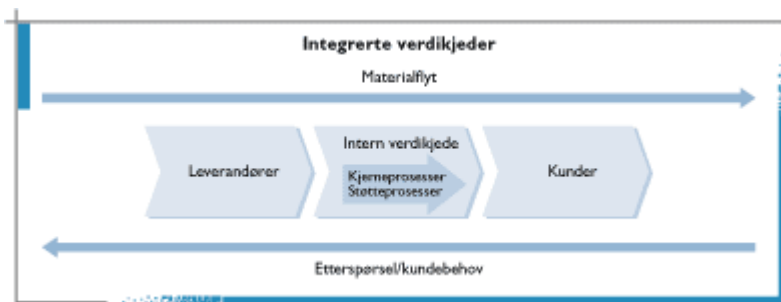 Integrerte verdikjeder
Materialflyt
Leverandører
Intern verdikjede
Kjerneprosesser
Støtteprosesser
Kunder
Etterspørsel/kundebehov